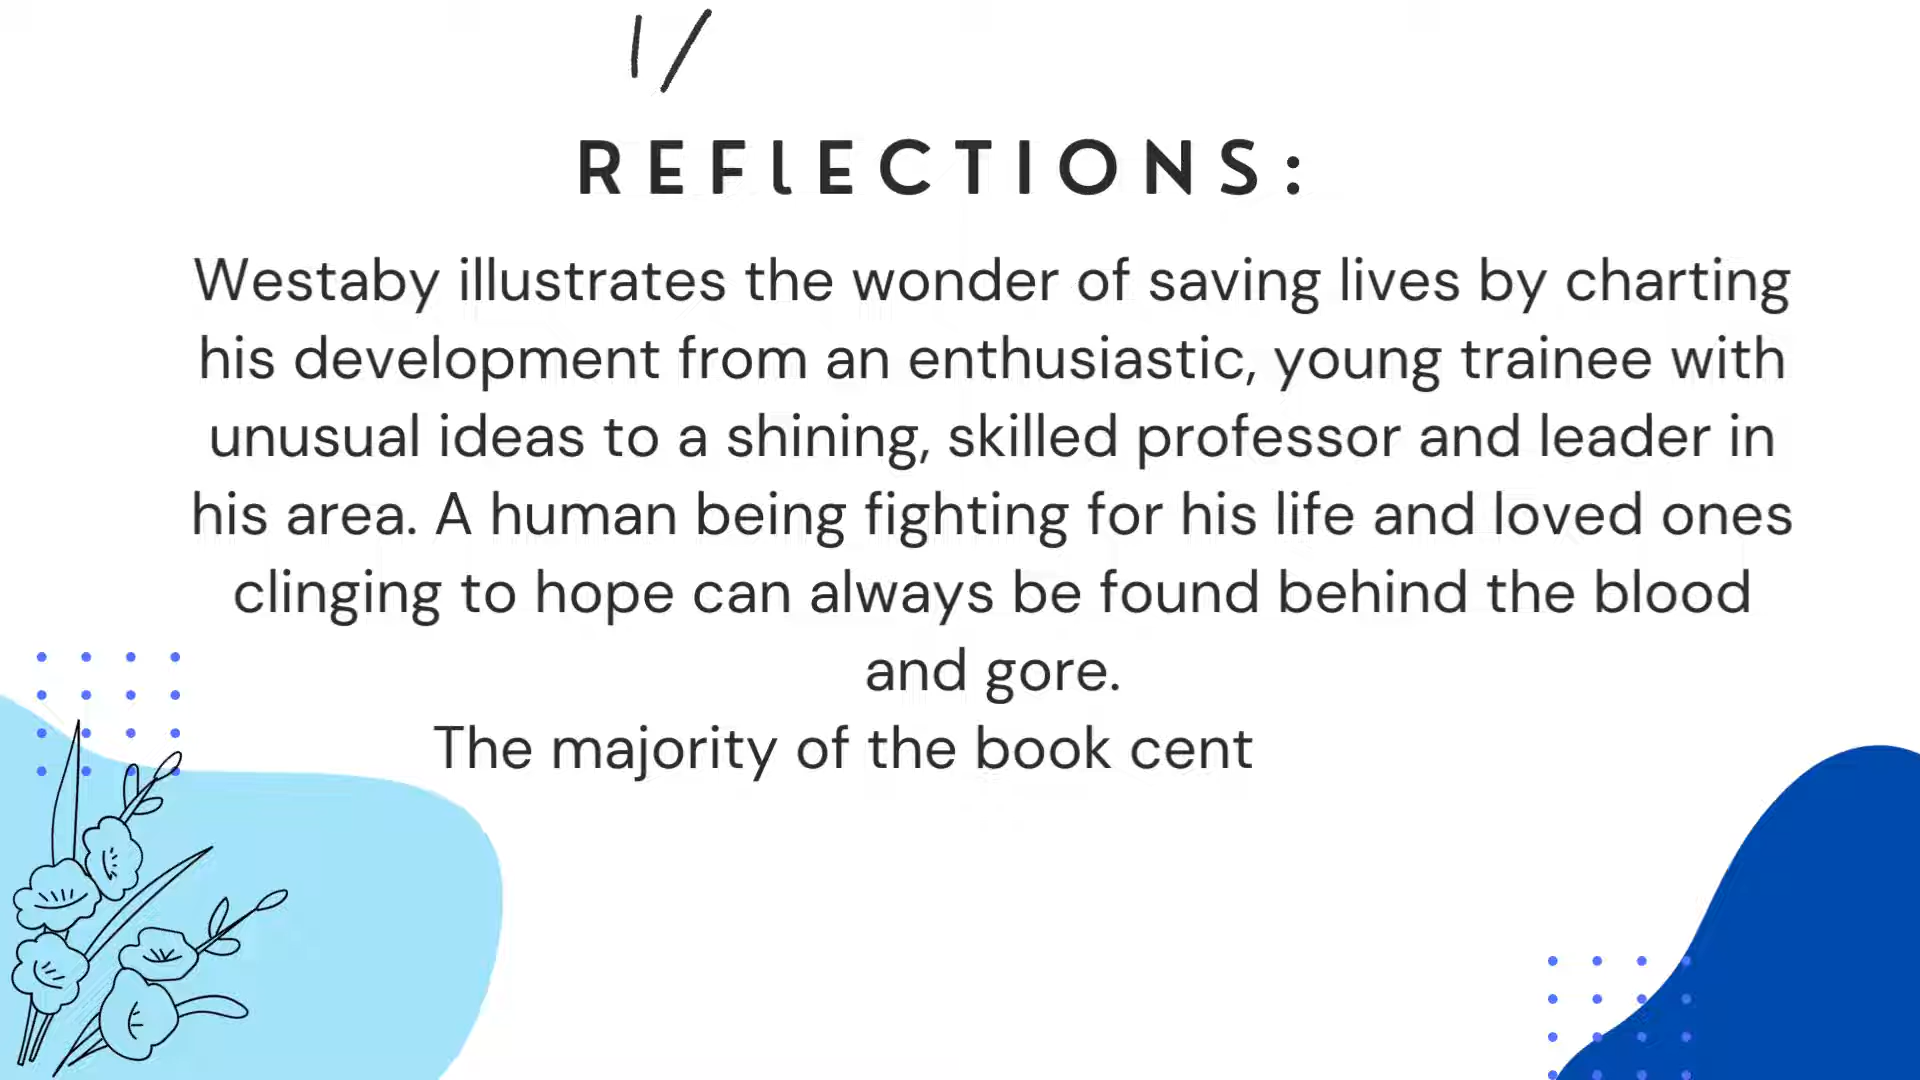 REFLECTIONS:
Westaby illustrates the wonder of saving lives by charting
his development from an enthusiastic, young trainee with
unusual ideas to a shining, skilled professor and leader in
his area. A human being fighting for his life and loved ones
clinging to hope can always be found behind the blood
and gore.
The majority of the book cent